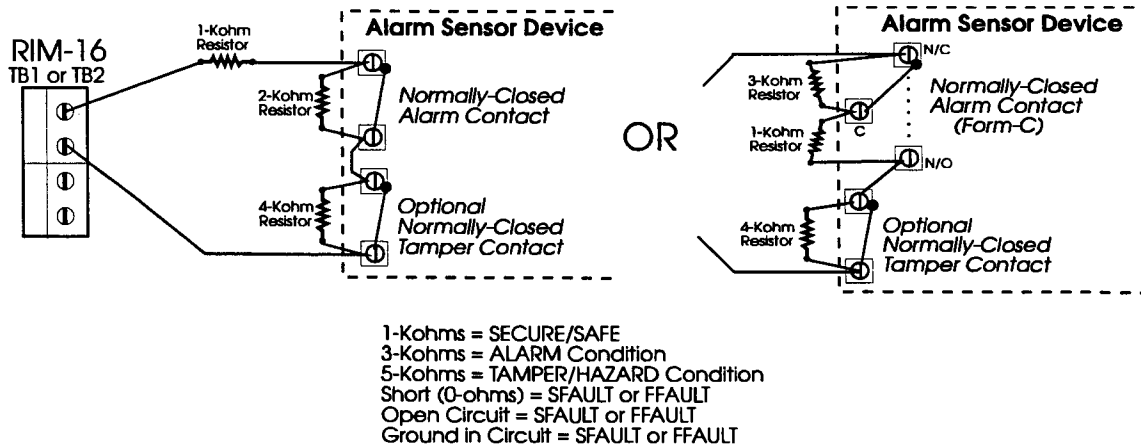 RIM-16
TB1 or TB2
1-Kohm
Resistor
Alarm Sensor Device
2-Kohm
Resistor
Normally-Closed
Alarm Contact
4-Kohm
Resistor
Optional
Normally-Closed
Tamper Contact
OR
Alarm Sensor Device
N/C
3-Kohm
Resistor
C
Normally-Closed
Alarm Contact
(Form-C)
1-Kohm
Resistor
N/O
4-Kohm
Resistor
Optional
Normally-Closed
Tamper Contact
1-Kohms = SECURE/SAFE
3-Kohms = ALARM Condition
5-Kohms = TAMPER/HAZARD Condition
Short (0-ohms) = SFAULT or FFAULT
Open Circuit = SFAULT or FFAULT
Ground in Circuit = SFAULT or FFAULT